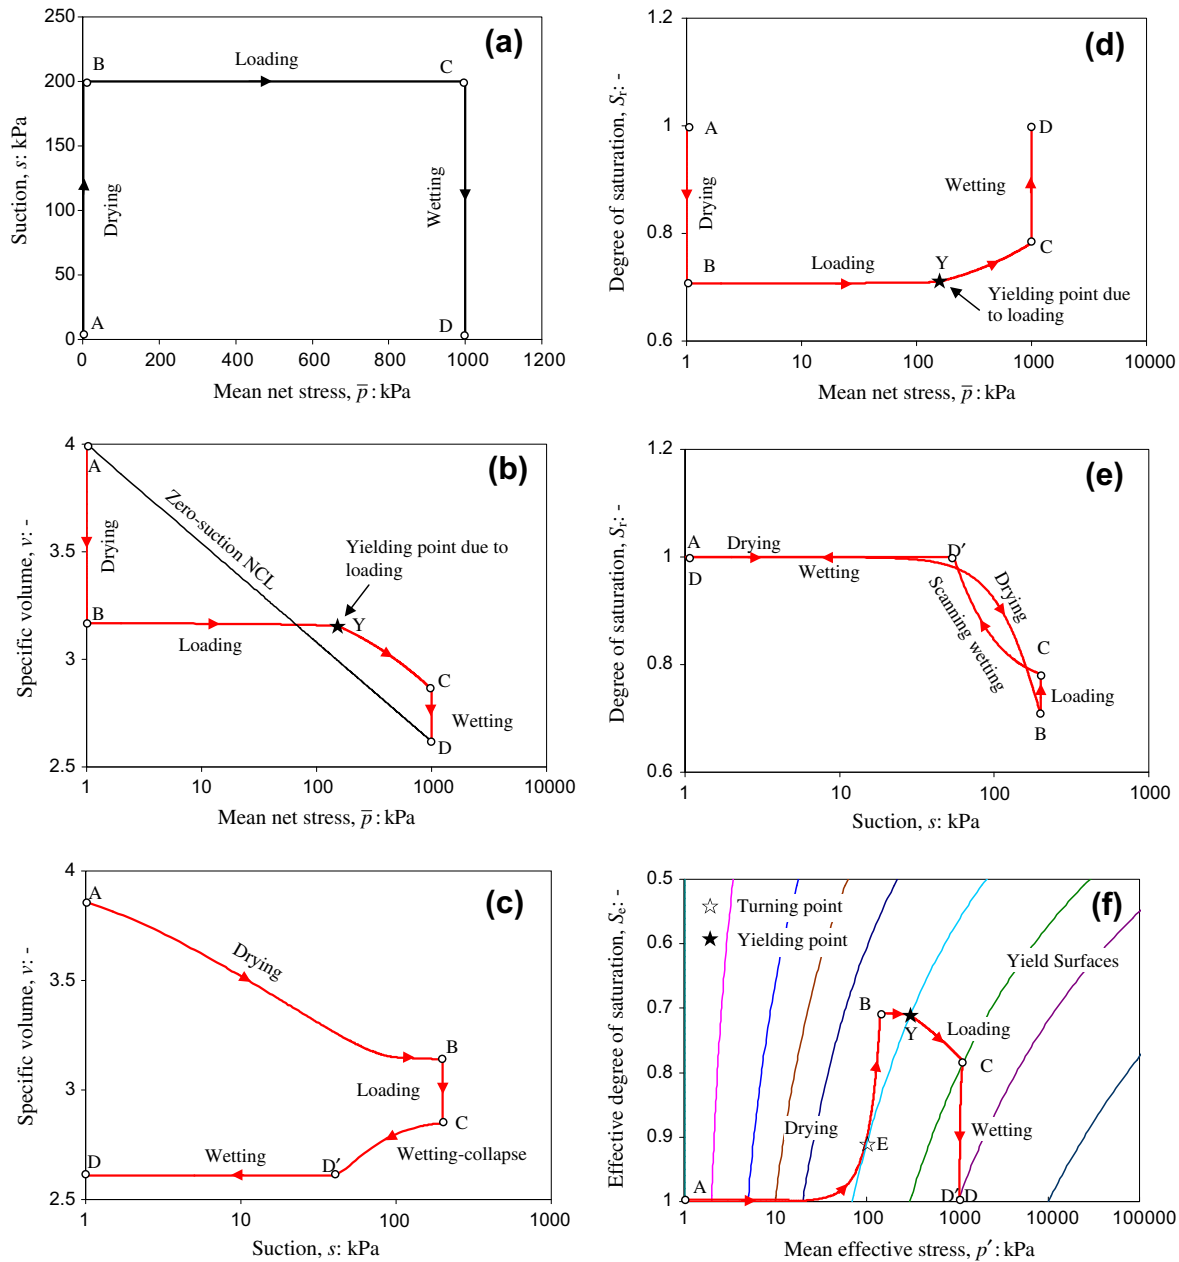 (a)
250
200
150
100
50
0
Suction, s: kPa
B
Loading
C
Drying
Wetting
A
D
0 200 400 600 800 1000 1200
Mean net stress, p̅ : kPa
(d)
1.2
1
0.8
0.6
Degree of saturation, Sr: -
A
D
Drying
Wetting
B
Loading
Y
C
Yielding point due
to loading
1 10 100 1000 10000
Mean net stress, p̅ : kPa
(b)
4
3.5
3
2.5
Specific volume, v: -
A
Drying
Zero-suction NCL
Yielding point due to
loading
B
Loading
Y
C
Wetting
D
1 10 100 1000 10000
Mean net stress, p̅ : kPa
(e)
1.2
1
0.8
0.6
Degree of saturation, Sr: -
A
Drying
D′
D
Wetting
Drying
Scanning wetting
C
Loading
B
1 10 100 1000
Suction, s: kPa
(c)
4
3.5
3
2.5
Specific volume, v: -
A
Drying
B
Loading
C
Wetting-collapse
D
Wetting
D′
1 10 100 1000
Suction, s: kPa
(f)
0.5
0.6
0.7
0.8
0.9
1
Effective degree of saturation, Se: -
Turning point
Yielding point
Yield Surfaces
B
Y
Loading
C
Drying
E
Wetting
A
D′ D
1 10 100 1000 10000 100000
Mean effective stress, p′ : kPa